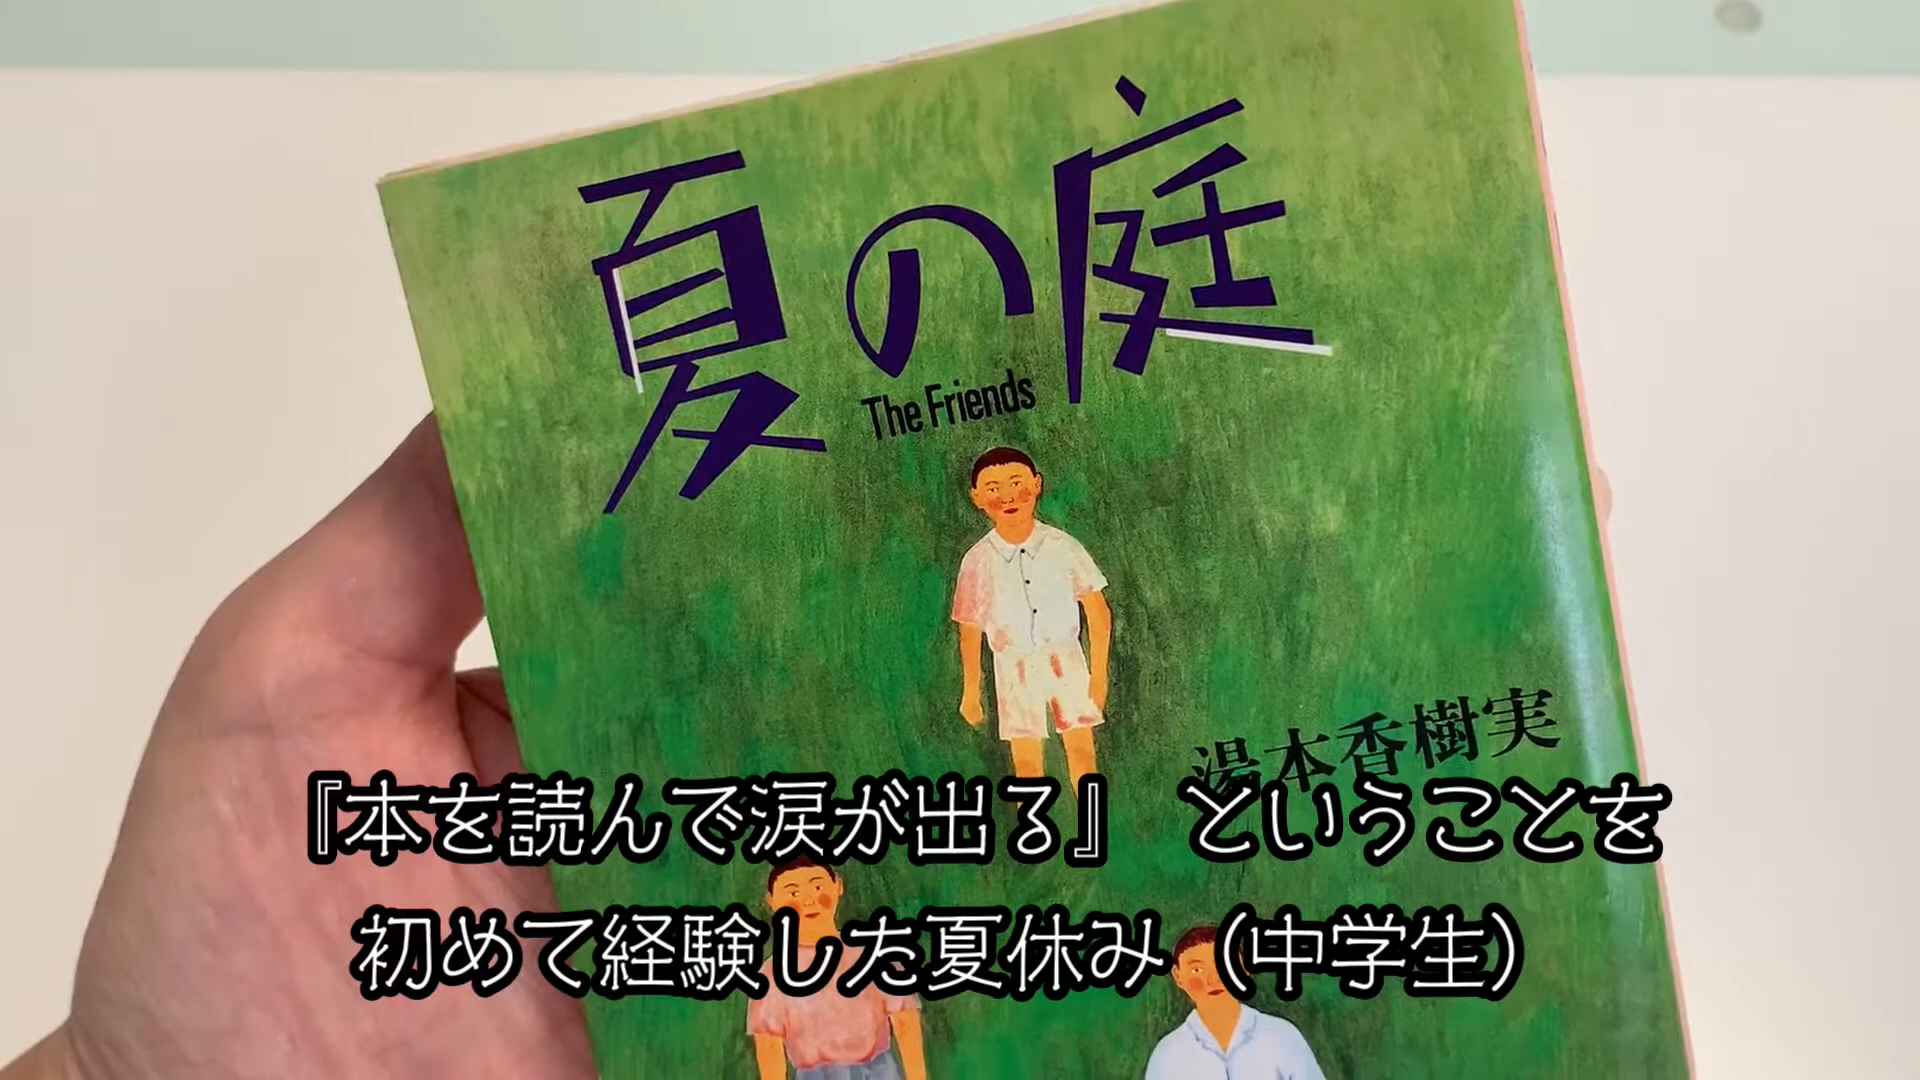 夏の庭
The Friends
湯本香樹実
『本を読んで涙が出る』 ということを
初めて経験した夏休み（中学生）